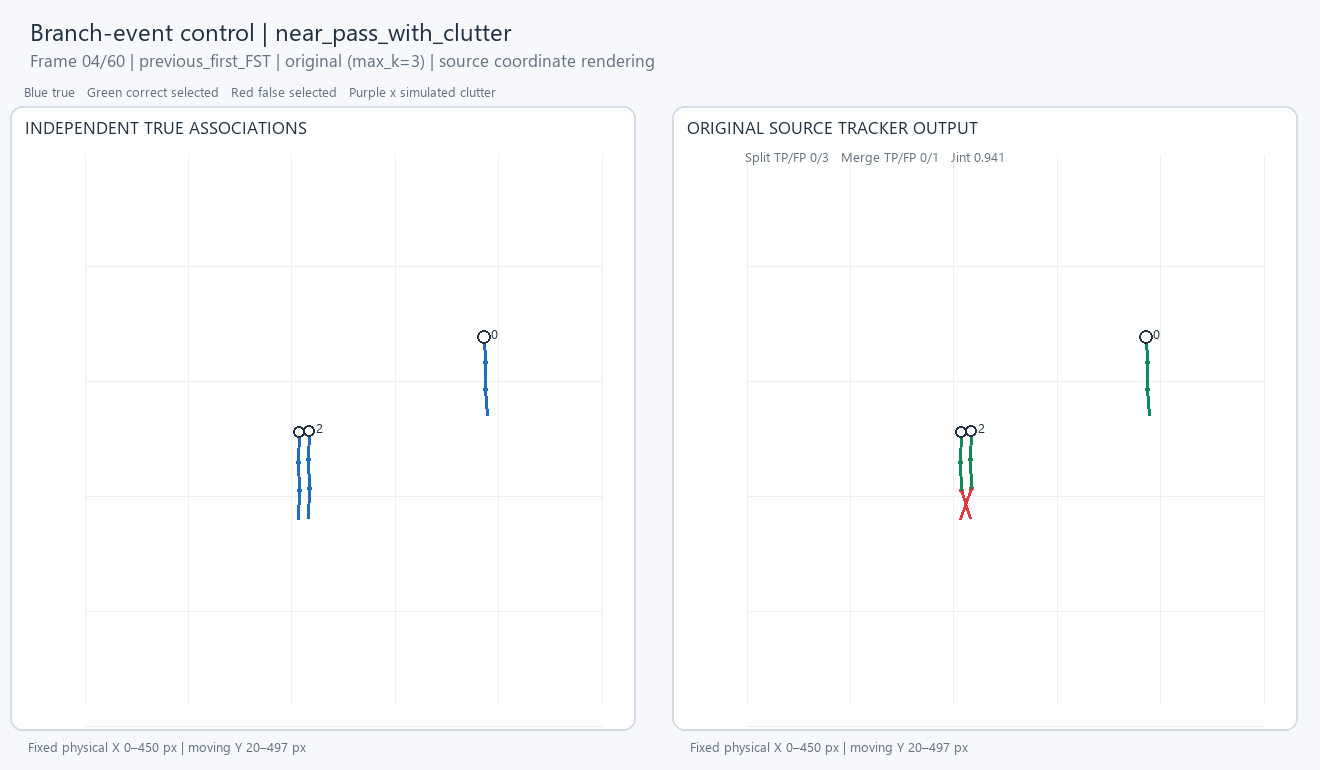 Branch-event control | near_pass_with_clutter
Frame 04/60 | previous_first_FST | original (max_k=3) | source coordinate rendering
Blue true Green correct selected Red false selected Purple x simulated clutter
INDEPENDENT TRUE ASSOCIATIONS
0
2
Fixed physical X 0–450 px | moving Y 20–497 px
ORIGINAL SOURCE TRACKER OUTPUT
Split TP/FP 0/3 Merge TP/FP 0/1 Jint 0.941
0
2
Fixed physical X 0–450 px | moving Y 20–497 px